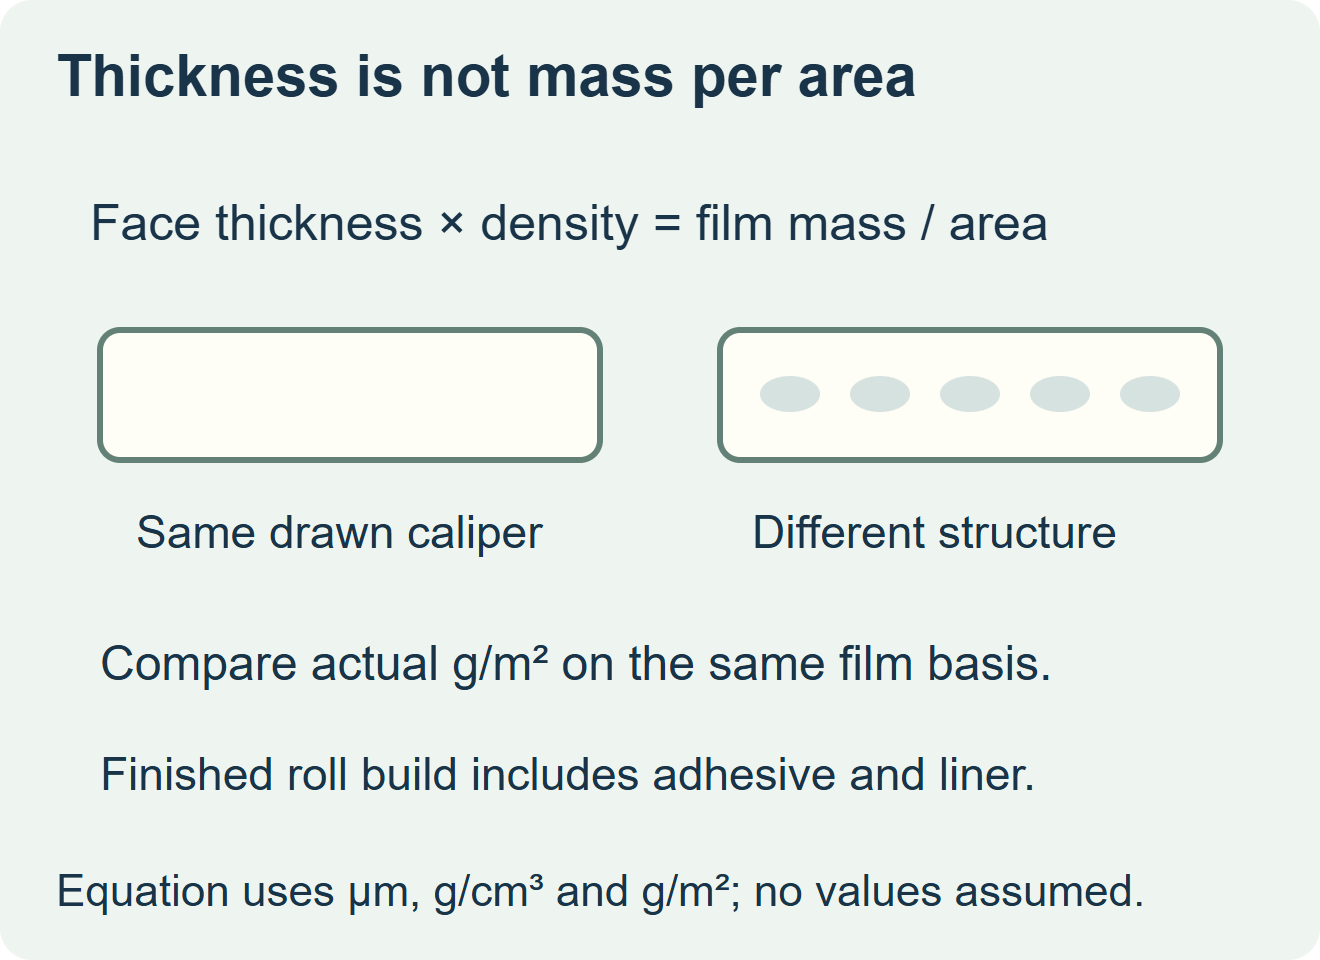 Thickness is not mass per area
Face thickness × density = film mass / area
Same drawn caliper
Different structure
Compare actual g/m² on the same film basis.
Finished roll build includes adhesive and liner.
Equation uses µm, g/cm³ and g/m²; no values assumed.